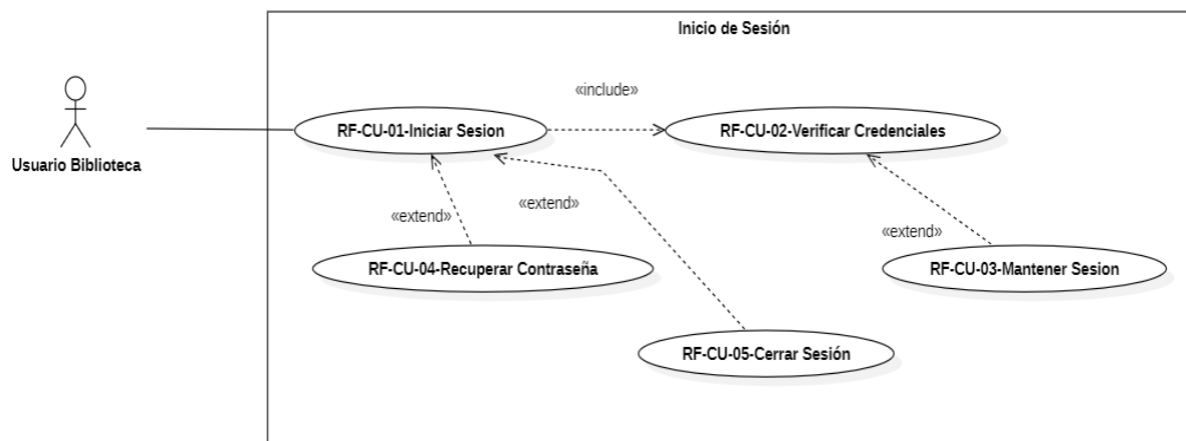 Inicio de Sesión
«include»
RF-CU-01-Iniciar Sesion
RF-CU-02-Verificar Credenciales
Usuario Biblioteca
«extend»
«extend»
«extend»
RF-CU-04-Recuperar Contraseña
RF-CU-03-Mantener Sesion
RF-CU-05-Cerrar Sesión